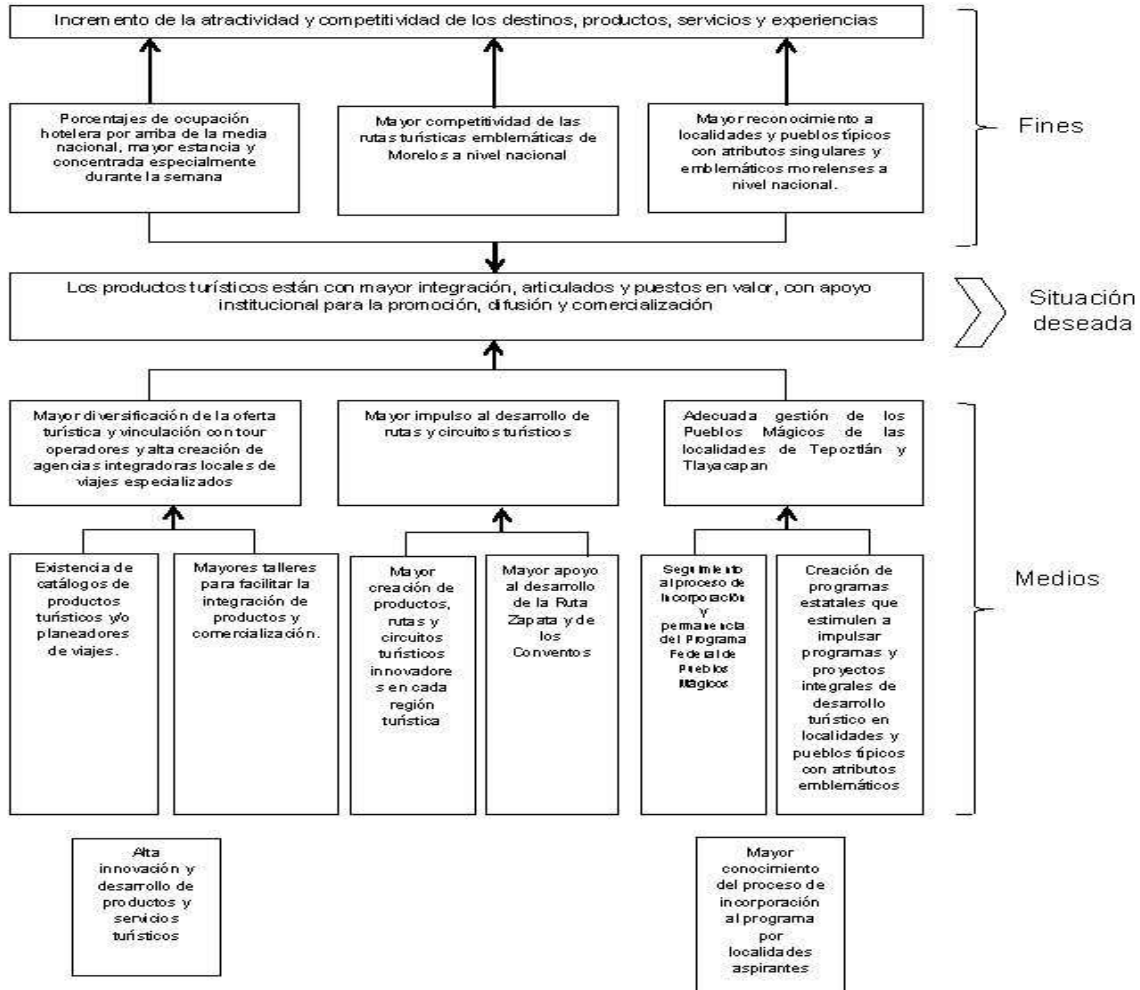 Incremento de la atractividad y competitividad de los destinos, productos, servicios y experiencias
Porcentajes de ocupación
hotelera por arriba de la media
nacional, mayor estancia y
concentrada especialmente
durante la semana
Mayor competitividad de las
rutas turísticas emblemáticas de
Morelos a nivel nacional
Mayor reconocimiento a
localidades y pueblos típicos
con atributos singulares y
emblemáticos morelenses a
nivel nacional.
Fines
Los productos turísticos están con mayor integración, articulados y puestos en valor, con apoyo
institucional para la promoción, difusión y comercialización
Situación
deseada
Mayor diversificación de la oferta
turística y vinculación con tour
operadores y alta creación de
agencias integradoras locales de
viajes especializados
Mayor impulso al desarrollo de
rutas y circuitos turísticos
Adecuada gestión de los
Pueblos Mágicos de las
localidades de Tepoztlán y
Tlayacapan
Existencia de
catálogos de
productos
turísticos y/o
planeadores
de viajes.
Mayores talleres
para facilitar la
integración de
productos y
comercialización.
Mayor
creación de
productos,
rutas y
circuitos
turísticos
innovadore
s en cada
región
turística
Mayor apoyo
al desarrollo
de la Ruta
Zapata y de
los
Conventos
Seguimiento
al proceso de
incorporación
y
permanencia
del Programa
Federal de
Pueblos
Mágicos
Creación de
programas
estatales que
estimulen a
impulsar
programas y
proyectos
integrales de
desarrollo
turístico en
localidades y
pueblos típicos
con atributos
emblemáticos
Medios
Alta
innovación y
desarrollo de
productos y
servicios
turísticos
Mayor
conocimiento
del proceso de
incorporación
al programa
por
localidades
aspirantes